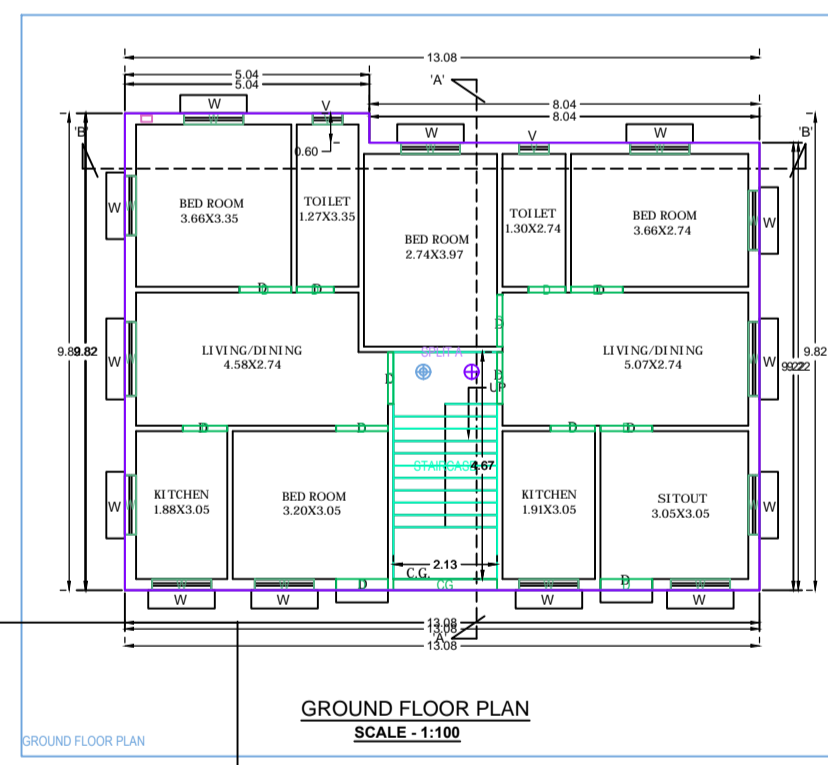 13.08
5.04
5.04
'A'
8.04
8.04
W
V
W
V
W
'B'
'B'
0.60
BED ROOM
3.66X3.35
TOILET
1.27X3.35
BED ROOM
2.74X3.97
TOILET
1.30X2.74
BED ROOM
3.66X2.74
W
W
D
D
D
D
D
LIVING/DINING
4.58X2.74
SPLIT A
LIVING/DINING
5.07X2.74
9.82
9.82
W
W
9.22
9.82
D
D
UP
D
D
D
D
STAIRCASE
4.67
KITCHEN
1.88X3.05
BED ROOM
3.20X3.05
KITCHEN
1.91X3.05
SITOUT
3.05X3.05
W
W
2.13
C.G.
CG
D
D
W
W
W
W
13.08
13.08
'A'
13.08
GROUND FLOOR PLAN
SCALE - 1:100
GROUND FLOOR PLAN